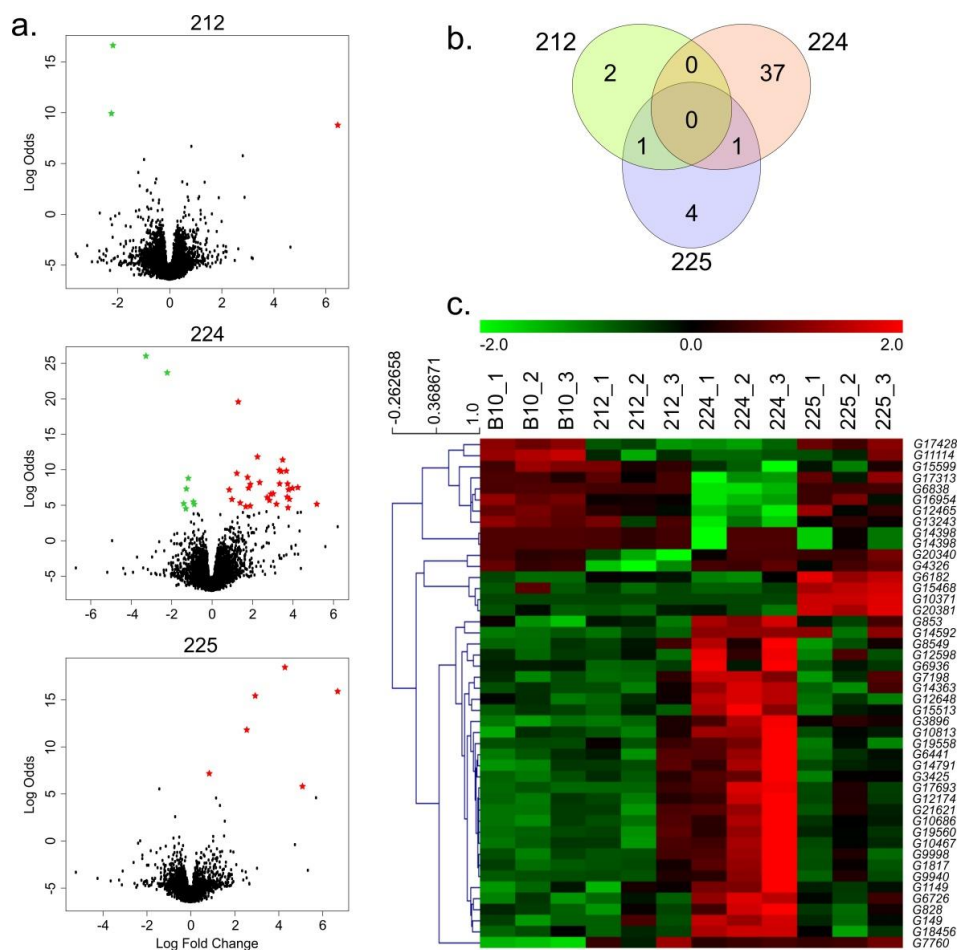 a.
212
15
10
5
0
-5
Log Odds
-2 0 2 4 6
224
25
20
15
10
5
0
-5
Log Odds
-6 -4 -2 0 2 4 6
225
15
10
5
0
-5
Log Odds
-6 -4 -2 0 2 4 6
Log Fold Change
b.
212
224
2
0
37
0
1
1
4
225
c.
-2.0 0.0 2.0
-0.262658
0.368671
1.0
B10_1 B10_2 B10_3 212_1 212_2 212_3 224_1 224_2 224_3 225_1 225_2 225_3
G17428
G11114
G15599
G17313
G6838
G16954
G12465
G13243
G14398
G14398
G20340
G4326
G6182
G15468
G10371
G20381
G853
G14592
G8549
G12598
G6936
G7198
G14363
G12648
G15513
G3896
G10813
G19558
G6441
G14791
G3425
G17693
G12174
G21621
G10686
G19560
G10467
G9998
G1817
G9940
G1149
G6726
G828
G149
G18456
G7760